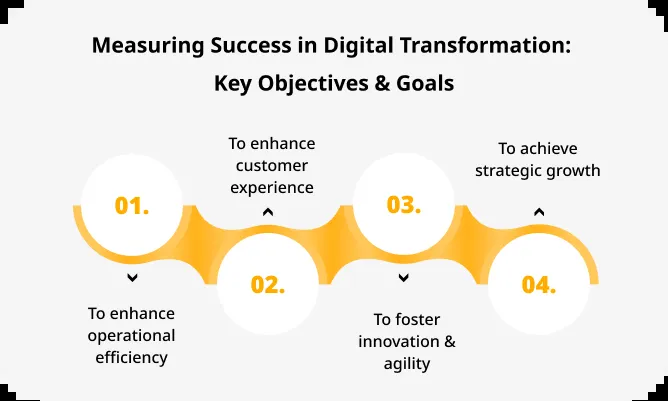 Measuring Success in Digital Transformation:
Key Objectives & Goals
01.
To enhance
operational
efficiency
02.
To enhance
customer
experience
03.
To foster
innovation &
agility
04.
To achieve
strategic growth